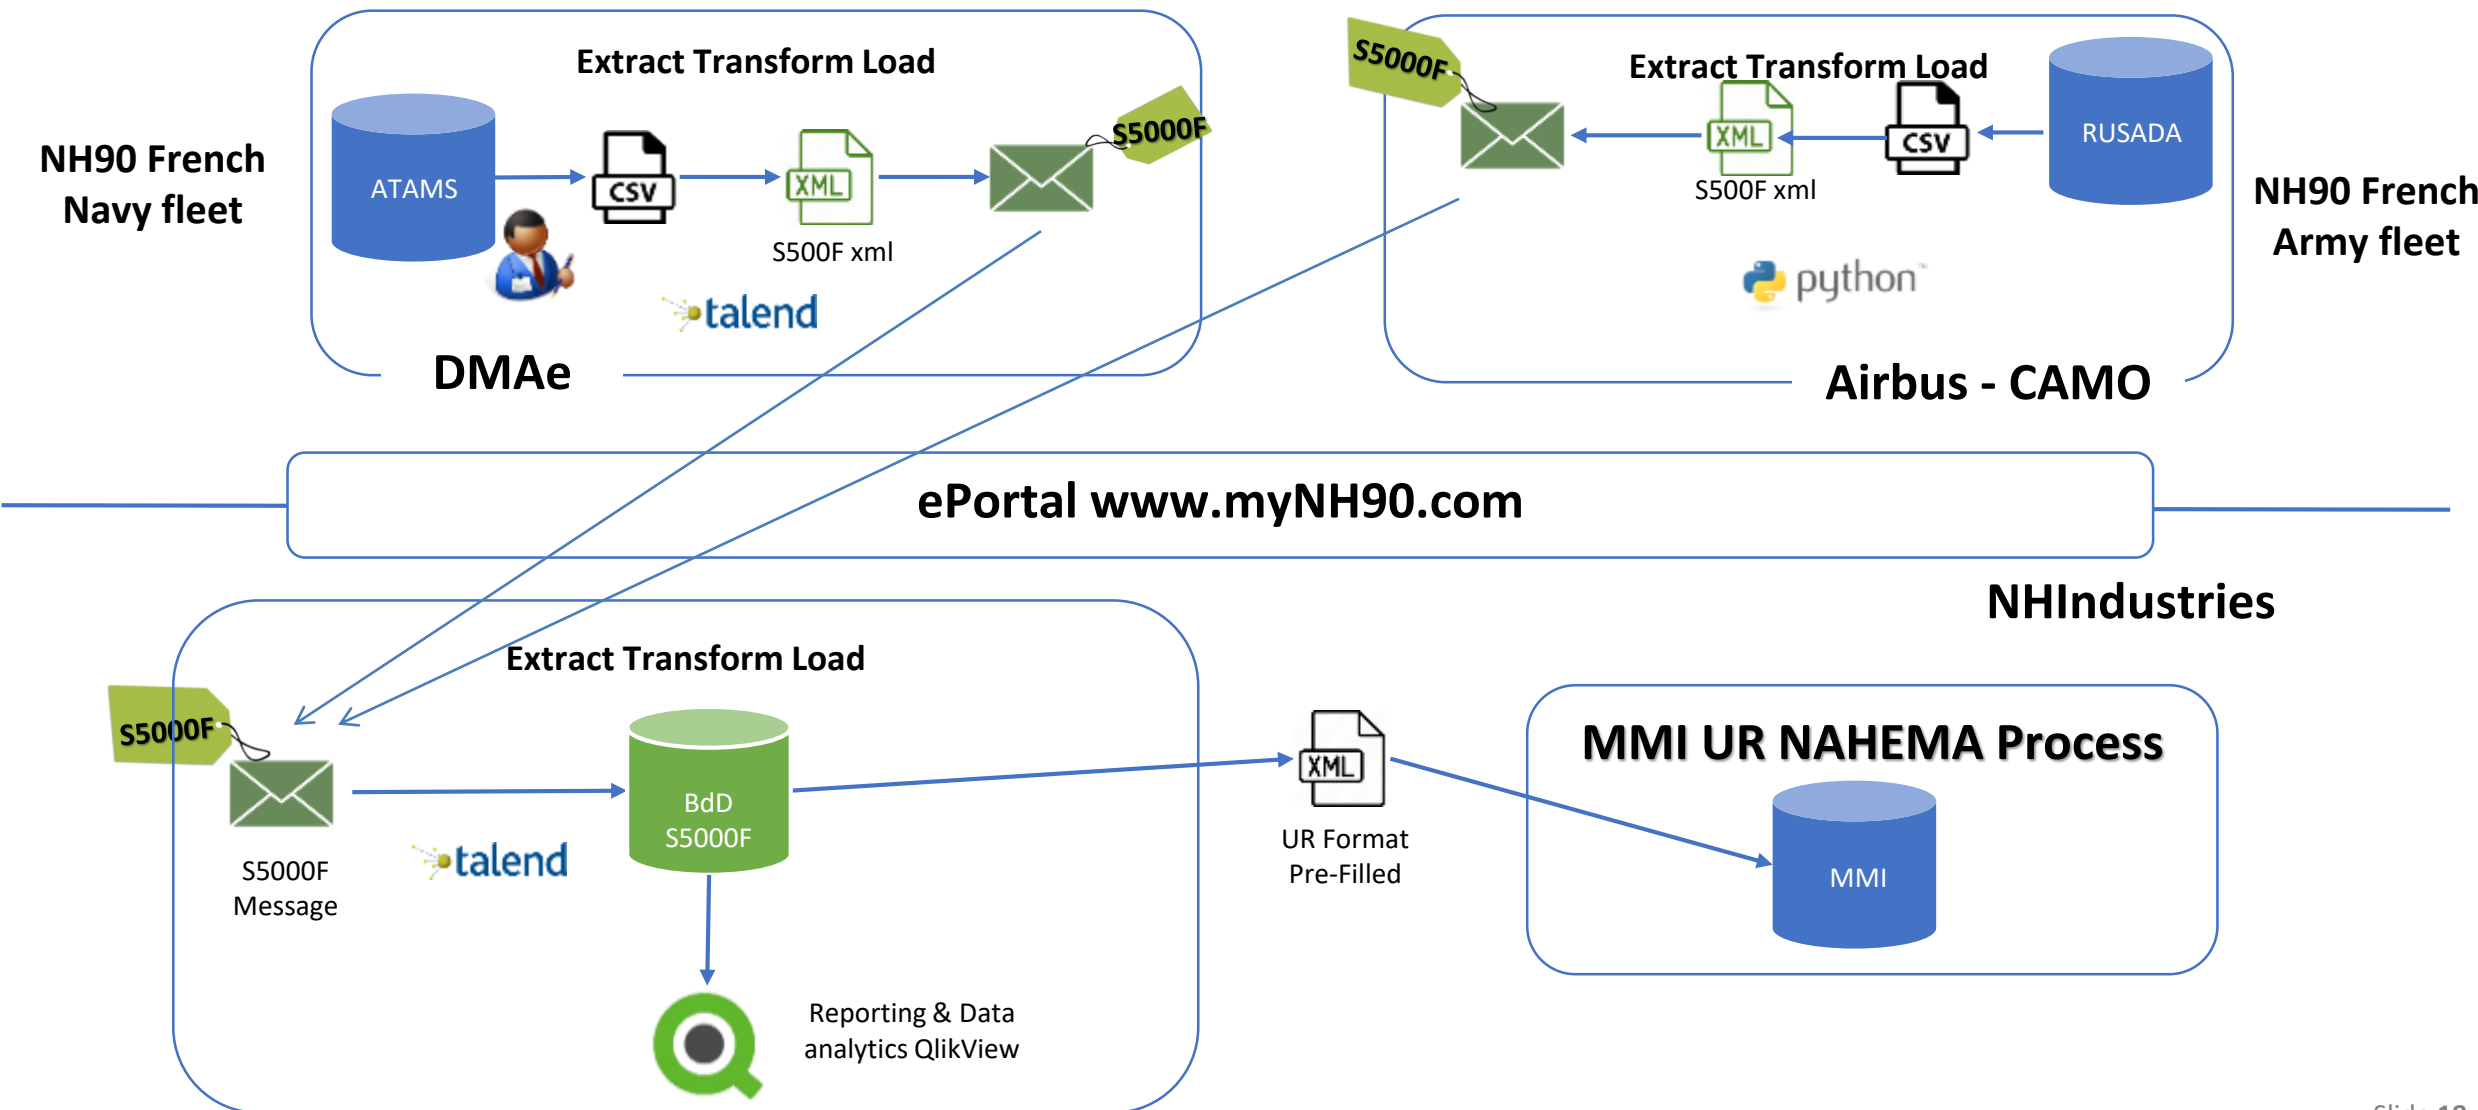 NH90 French
Navy fleet
Extract Transform Load
ATAMS
CSV
XML
S500F xml
S5000F
talend
DMAe
S5000F
Extract Transform Load
XML
CSV
RUSADA
S500F xml
python
Airbus - CAMO
NH90 French
Army fleet
ePortal www.myNH90.com
NHIndustries
Extract Transform Load
S5000F
S5000F
Message
talend
BdD
S5000F
Reporting & Data
analytics QlikView
XML
UR Format
Pre-Filled
MMI UR NAHEMA Process
MMI